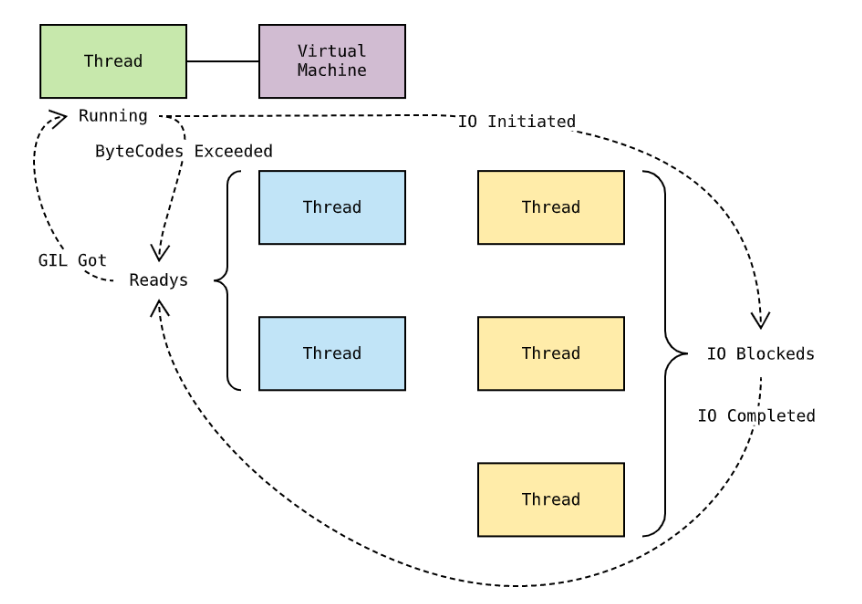 Thread
Virtual
Machine
Running
IO Initiated
ByteCodes Exceeded
Thread
Thread
GIL Got
Readys
Thread
Thread
IO Blockeds
IO Completed
Thread